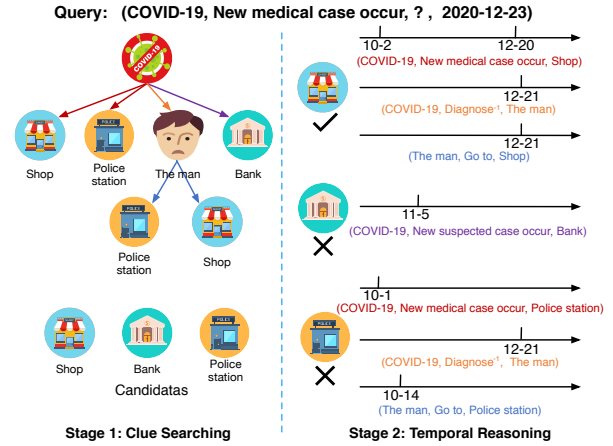 Query: (COVID-19, New medical case occur, ? , 2020-12-23)
COVID-19
Shop
Police
station
The man
Bank
Police
station
Shop
Shop
Bank
Police
station
Candidatas
Stage 1: Clue Searching
10-2
12-20
(COVID-19, New medical case occur, Shop)
12-21
(COVID-19, Diagnose⁻¹, The man)
12-21
(The man, Go to, Shop)
11-5
(COVID-19, New suspected case occur, Bank)
10-1
(COVID-19, New medical case occur, Police station)
12-21
(COVID-19, Diagnose⁻¹, The man)
10-14
(The man, Go to, Police station)
Stage 2: Temporal Reasoning